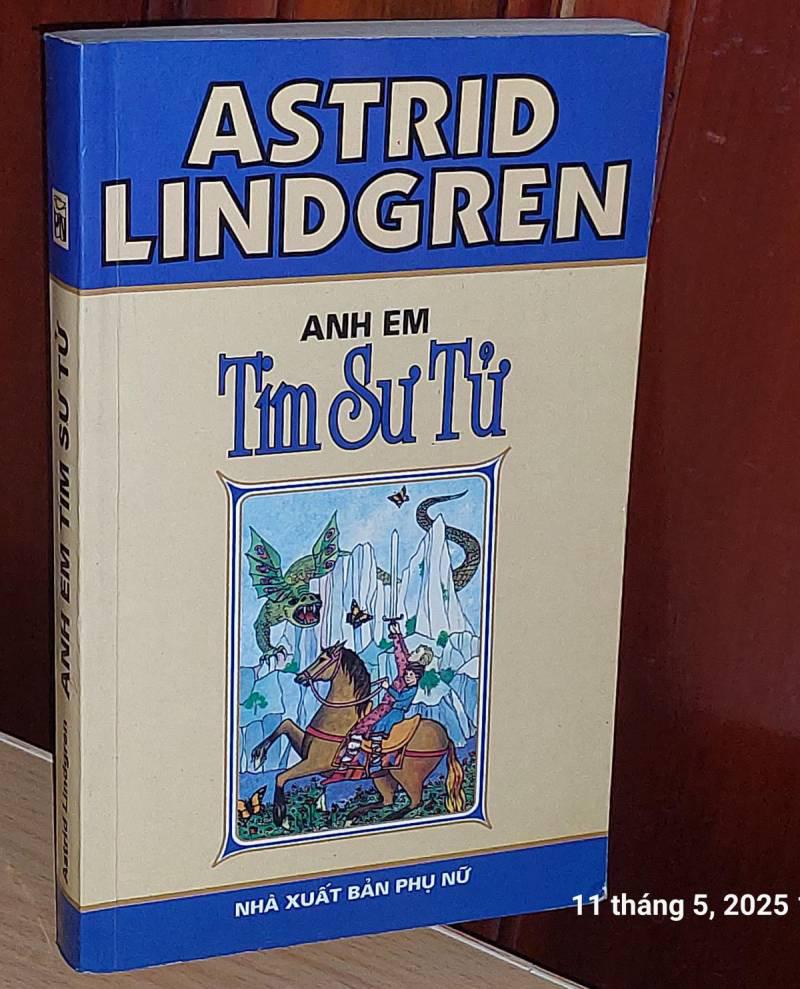 ASTRID
LINDGREN
ANH EM
Tim Sư Tử
NHÀ XUẤT BẢN PHỤ NỮ
Astrid Lindgren ANH EM TIM SƯ TỬ
11 tháng 5, 2025